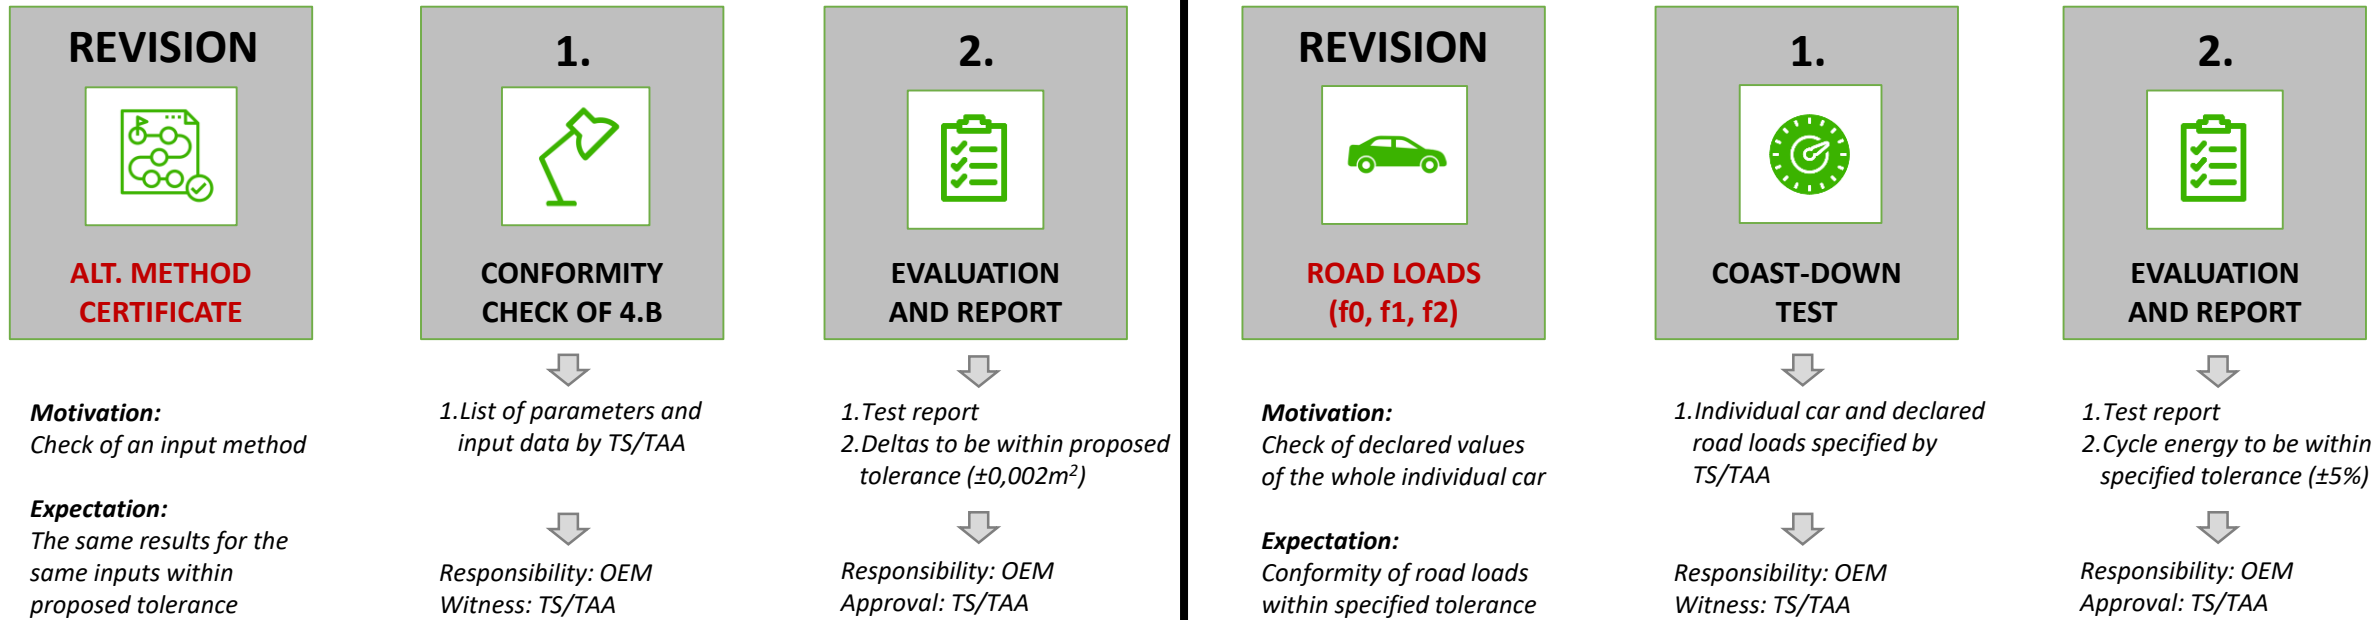 REVISION
ALT. METHOD
CERTIFICATE
Motivation:
Check of an input method
Expectation:
The same results for the
same inputs within
proposed tolerance
1.
CONFORMITY
CHECK OF 4.B
1.List of parameters and
input data by TS/TAA
Responsibility: OEM
Witness: TS/TAA
2.
EVALUATION
AND REPORT
1.Test report
2.Deltas to be within proposed
tolerance (±0,002m²)
Responsibility: OEM
Approval: TS/TAA
REVISION
ROAD LOADS
(f0, f1, f2)
Motivation:
Check of declared values
of the whole individual car
Expectation:
Conformity of road loads
within specified tolerance
1.
COAST-DOWN
TEST
1.Individual car and declared
road loads specified by
TS/TAA
Responsibility: OEM
Witness: TS/TAA
2.
EVALUATION
AND REPORT
1.Test report
2.Cycle energy to be within
specified tolerance (±5%)
Responsibility: OEM
Approval: TS/TAA